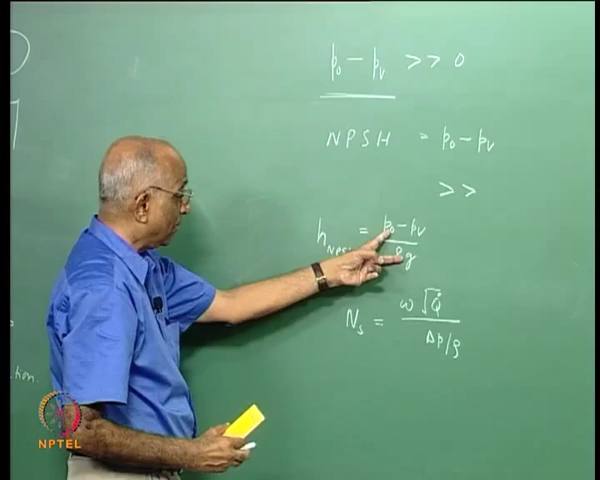 p₀ − pᵥ >> 0
NPSH = p₀ − pᵥ
>>
h = p₀ − pᵥ / ρg
Nₛ = ω √Q̇ / Δp/ρ
NPTEL